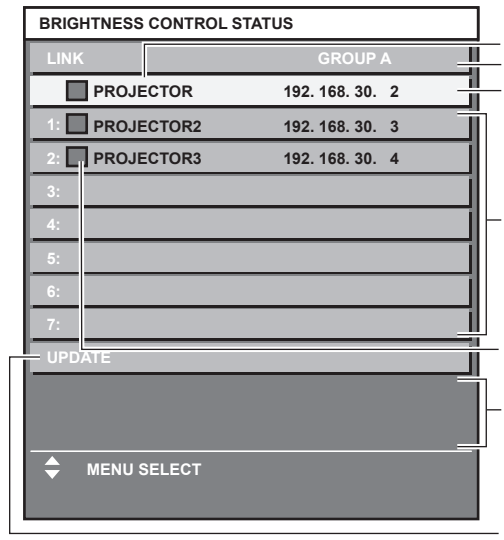 BRIGHTNESS CONTROL STATUS
LINK GROUP A
PROJECTOR 192. 168. 30. 2
1: PROJECTOR2 192. 168. 30. 3
2: PROJECTOR3 192. 168. 30. 4
3:
4:
5:
6:
7:
UPDATE
MENU SELECT